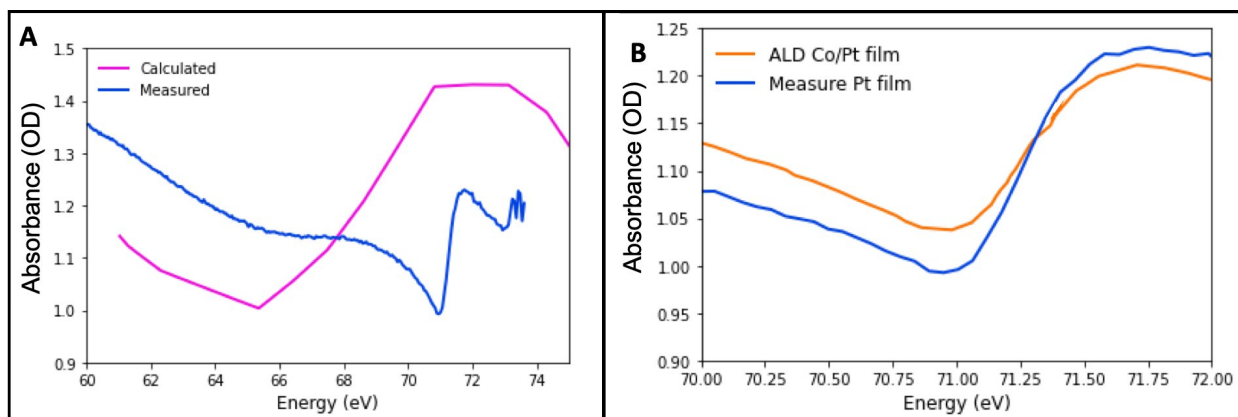 A
1.5
1.4
1.3
1.2
1.1
1.0
0.9
Absorbance (OD)
Calculated
Measured
60 62 64 66 68 70 72 74
Energy (eV)
B
1.25
1.20
1.15
1.10
1.05
1.00
0.95
0.90
Absorbance (OD)
ALD Co/Pt film
Measure Pt film
70.00 70.25 70.50 70.75 71.00 71.25 71.50 71.75 72.00
Energy (eV)